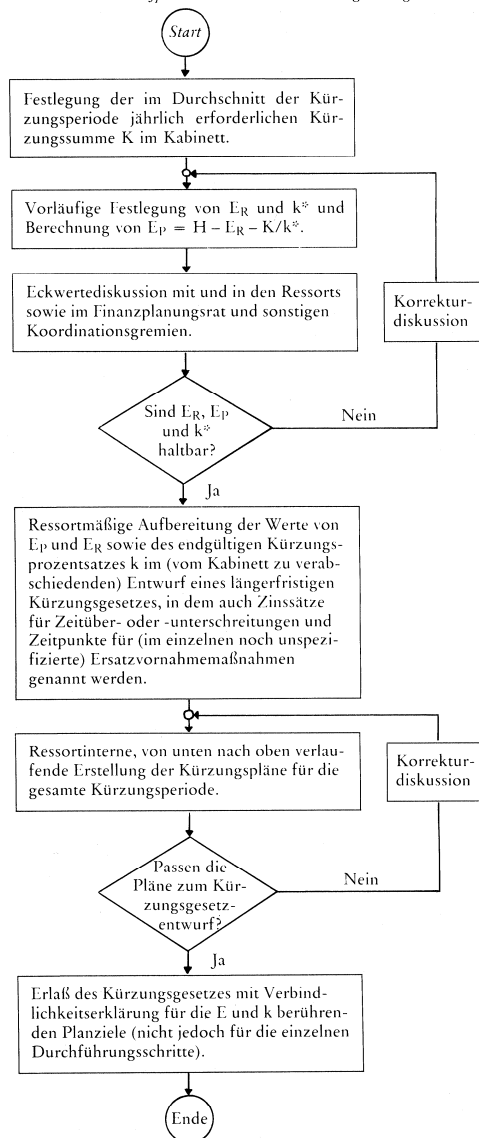 Start
Festlegung der im Durchschnitt der Kür-
zungsperiode jährlich erforderlichen Kür-
zungssumme K im Kabinett.
Vorläufige Festlegung von E_R und k* und
Berechnung von E_P = H – E_R – K/k*.
Eckwertediskussion mit und in den Ressorts
sowie im Finanzplanungsrat und sonstigen
Koordinationsgremien.
Korrektur-
diskussion
Sind E_R, E_P
und k*
haltbar?
Nein
Ja
Ressortmäßige Aufbereitung der Werte von
E_P und E_R sowie des endgültigen Kürzungs-
prozentsatzes k im (vom Kabinett zu verab-
schiedenden) Entwurf eines längerfristigen
Kürzungsgesetzes, in dem auch Zinssätze
für Zeitüber- oder -unterschreitungen und
Zeitpunkte für (im einzelnen noch unspezi-
fizierte) Ersatzvornahmemaßnahmen
genannt werden.
Ressortinterne, von unten nach oben verlau-
fende Erstellung der Kürzungspläne für die
gesamte Kürzungsperiode.
Korrektur-
diskussion
Passen die
Pläne zum Kür-
zungsgesetz-
entwurf?
Nein
Ja
Erlaß des Kürzungsgesetzes mit Verbind-
lichkeitserklärung für die E und k berühren-
den Planziele (nicht jedoch für die einzelnen
Durchführungsschritte).
Ende